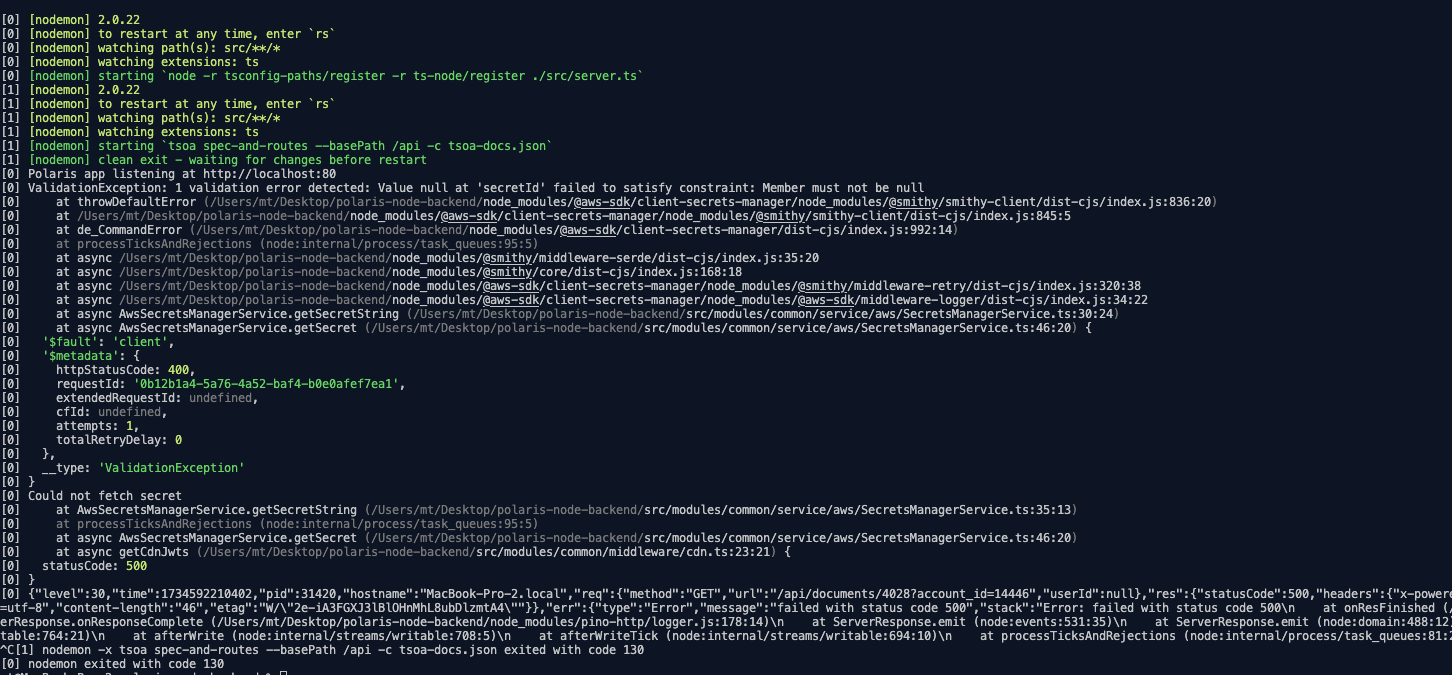 [0] [nodemon] 2.0.22
[0] [nodemon] to restart at any time, enter `rs`
[0] [nodemon] watching path(s): src/**/*
[0] [nodemon] watching extensions: ts
[0] [nodemon] starting `node -r tsconfig-paths/register -r ts-node/register ./src/server.ts`
[1] [nodemon] 2.0.22
[1] [nodemon] to restart at any time, enter `rs`
[1] [nodemon] watching path(s): src/**/*
[1] [nodemon] watching extensions: ts
[1] [nodemon] starting `tsoa spec-and-routes --basePath /api -c tsoa-docs.json`
[1] [nodemon] clean exit - waiting for changes before restart
[0] Polaris app listening at http://localhost:80
[0] ValidationException: 1 validation error detected: Value null at 'secretId' failed to satisfy constraint: Member must not be null
[0]     at throwDefaultError (/Users/mt/Desktop/polaris-node-backend/node_modules/@aws-sdk/client-secrets-manager/node_modules/@smithy/smithy-client/dist-cjs/index.js:836:20)
[0]     at /Users/mt/Desktop/polaris-node-backend/node_modules/@aws-sdk/client-secrets-manager/node_modules/@smithy/smithy-client/dist-cjs/index.js:845:5
[0]     at de_CommandError (/Users/mt/Desktop/polaris-node-backend/node_modules/@aws-sdk/client-secrets-manager/dist-cjs/index.js:992:14)
[0]     at processTicksAndRejections (node:internal/process/task_queues:95:5)
[0]     at async /Users/mt/Desktop/polaris-node-backend/node_modules/@smithy/middleware-serde/dist-cjs/index.js:35:20
[0]     at async /Users/mt/Desktop/polaris-node-backend/node_modules/@smithy/core/dist-cjs/index.js:168:18
[0]     at async /Users/mt/Desktop/polaris-node-backend/node_modules/@aws-sdk/client-secrets-manager/node_modules/@smithy/middleware-retry/dist-cjs/index.js:320:38
[0]     at async /Users/mt/Desktop/polaris-node-backend/node_modules/@aws-sdk/client-secrets-manager/node_modules/@aws-sdk/middleware-logger/dist-cjs/index.js:34:22
[0]     at async AwsSecretsManagerService.getSecretString (/Users/mt/Desktop/polaris-node-backend/src/modules/common/service/aws/SecretsManagerService.ts:30:24)
[0]     at async AwsSecretsManagerService.getSecret (/Users/mt/Desktop/polaris-node-backend/src/modules/common/service/aws/SecretsManagerService.ts:46:20) {
[0]   '$fault': 'client',
[0]   '$metadata': {
[0]     httpStatusCode: 400,
[0]     requestId: '0b12b1a4-5a76-4a52-baf4-b0e0afef7ea1',
[0]     extendedRequestId: undefined,
[0]     cfId: undefined,
[0]     attempts: 1,
[0]     totalRetryDelay: 0
[0]   },
[0]   __type: 'ValidationException'
[0] }
[0] Could not fetch secret
[0]     at AwsSecretsManagerService.getSecretString (/Users/mt/Desktop/polaris-node-backend/src/modules/common/service/aws/SecretsManagerService.ts:35:13)
[0]     at processTicksAndRejections (node:internal/process/task_queues:95:5)
[0]     at async AwsSecretsManagerService.getSecret (/Users/mt/Desktop/polaris-node-backend/src/modules/common/service/aws/SecretsManagerService.ts:46:20)
[0]     at async getCdnJwts (/Users/mt/Desktop/polaris-node-backend/src/modules/common/middleware/cdn.ts:23:21) {
[0]   statusCode: 500
[0] }
[0] {"level":30,"time":1734592210402,"pid":31420,"hostname":"MacBook-Pro-2.local","req":{"method":"GET","url":"/api/documents/4028?account_id=14446","userId":null},"res":{"statusCode":500,"headers":{"x-powere
=utf-8","content-length":"46","etag":"W/\"2e-iA3FGXJ3lBlOHnMhL8ubDlzmtA4\""}},"err":{"type":"Error","message":"failed with status code 500","stack":"Error: failed with status code 500\n    at onResFinished (/
erResponse.onResponseComplete (/Users/mt/Desktop/polaris-node-backend/node_modules/pino-http/logger.js:178:14)\n    at ServerResponse.emit (node:events:531:35)\n    at ServerResponse.emit (node:domain:488:12)
table:764:21)\n    at afterWrite (node:internal/streams/writable:708:5)\n    at afterWriteTick (node:internal/streams/writable:694:10)\n    at processTicksAndRejections (node:internal/process/task_queues:81:2
^C[1] nodemon -x tsoa spec-and-routes --basePath /api -c tsoa-docs.json exited with code 130
[0] nodemon exited with code 130